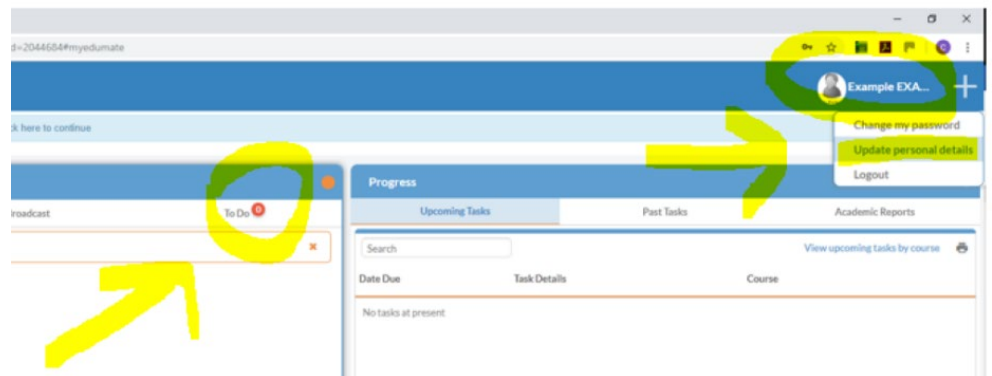 d=2044684#myedumate
Example EXA...
Change my password
ck here to continue
Update personal details
Logout
Progress
Broadcast
To Do 0
Upcoming Tasks
Past Tasks
Academic Reports
Search
View upcoming tasks by course
Date Due
Task Details
Course
No tasks at present